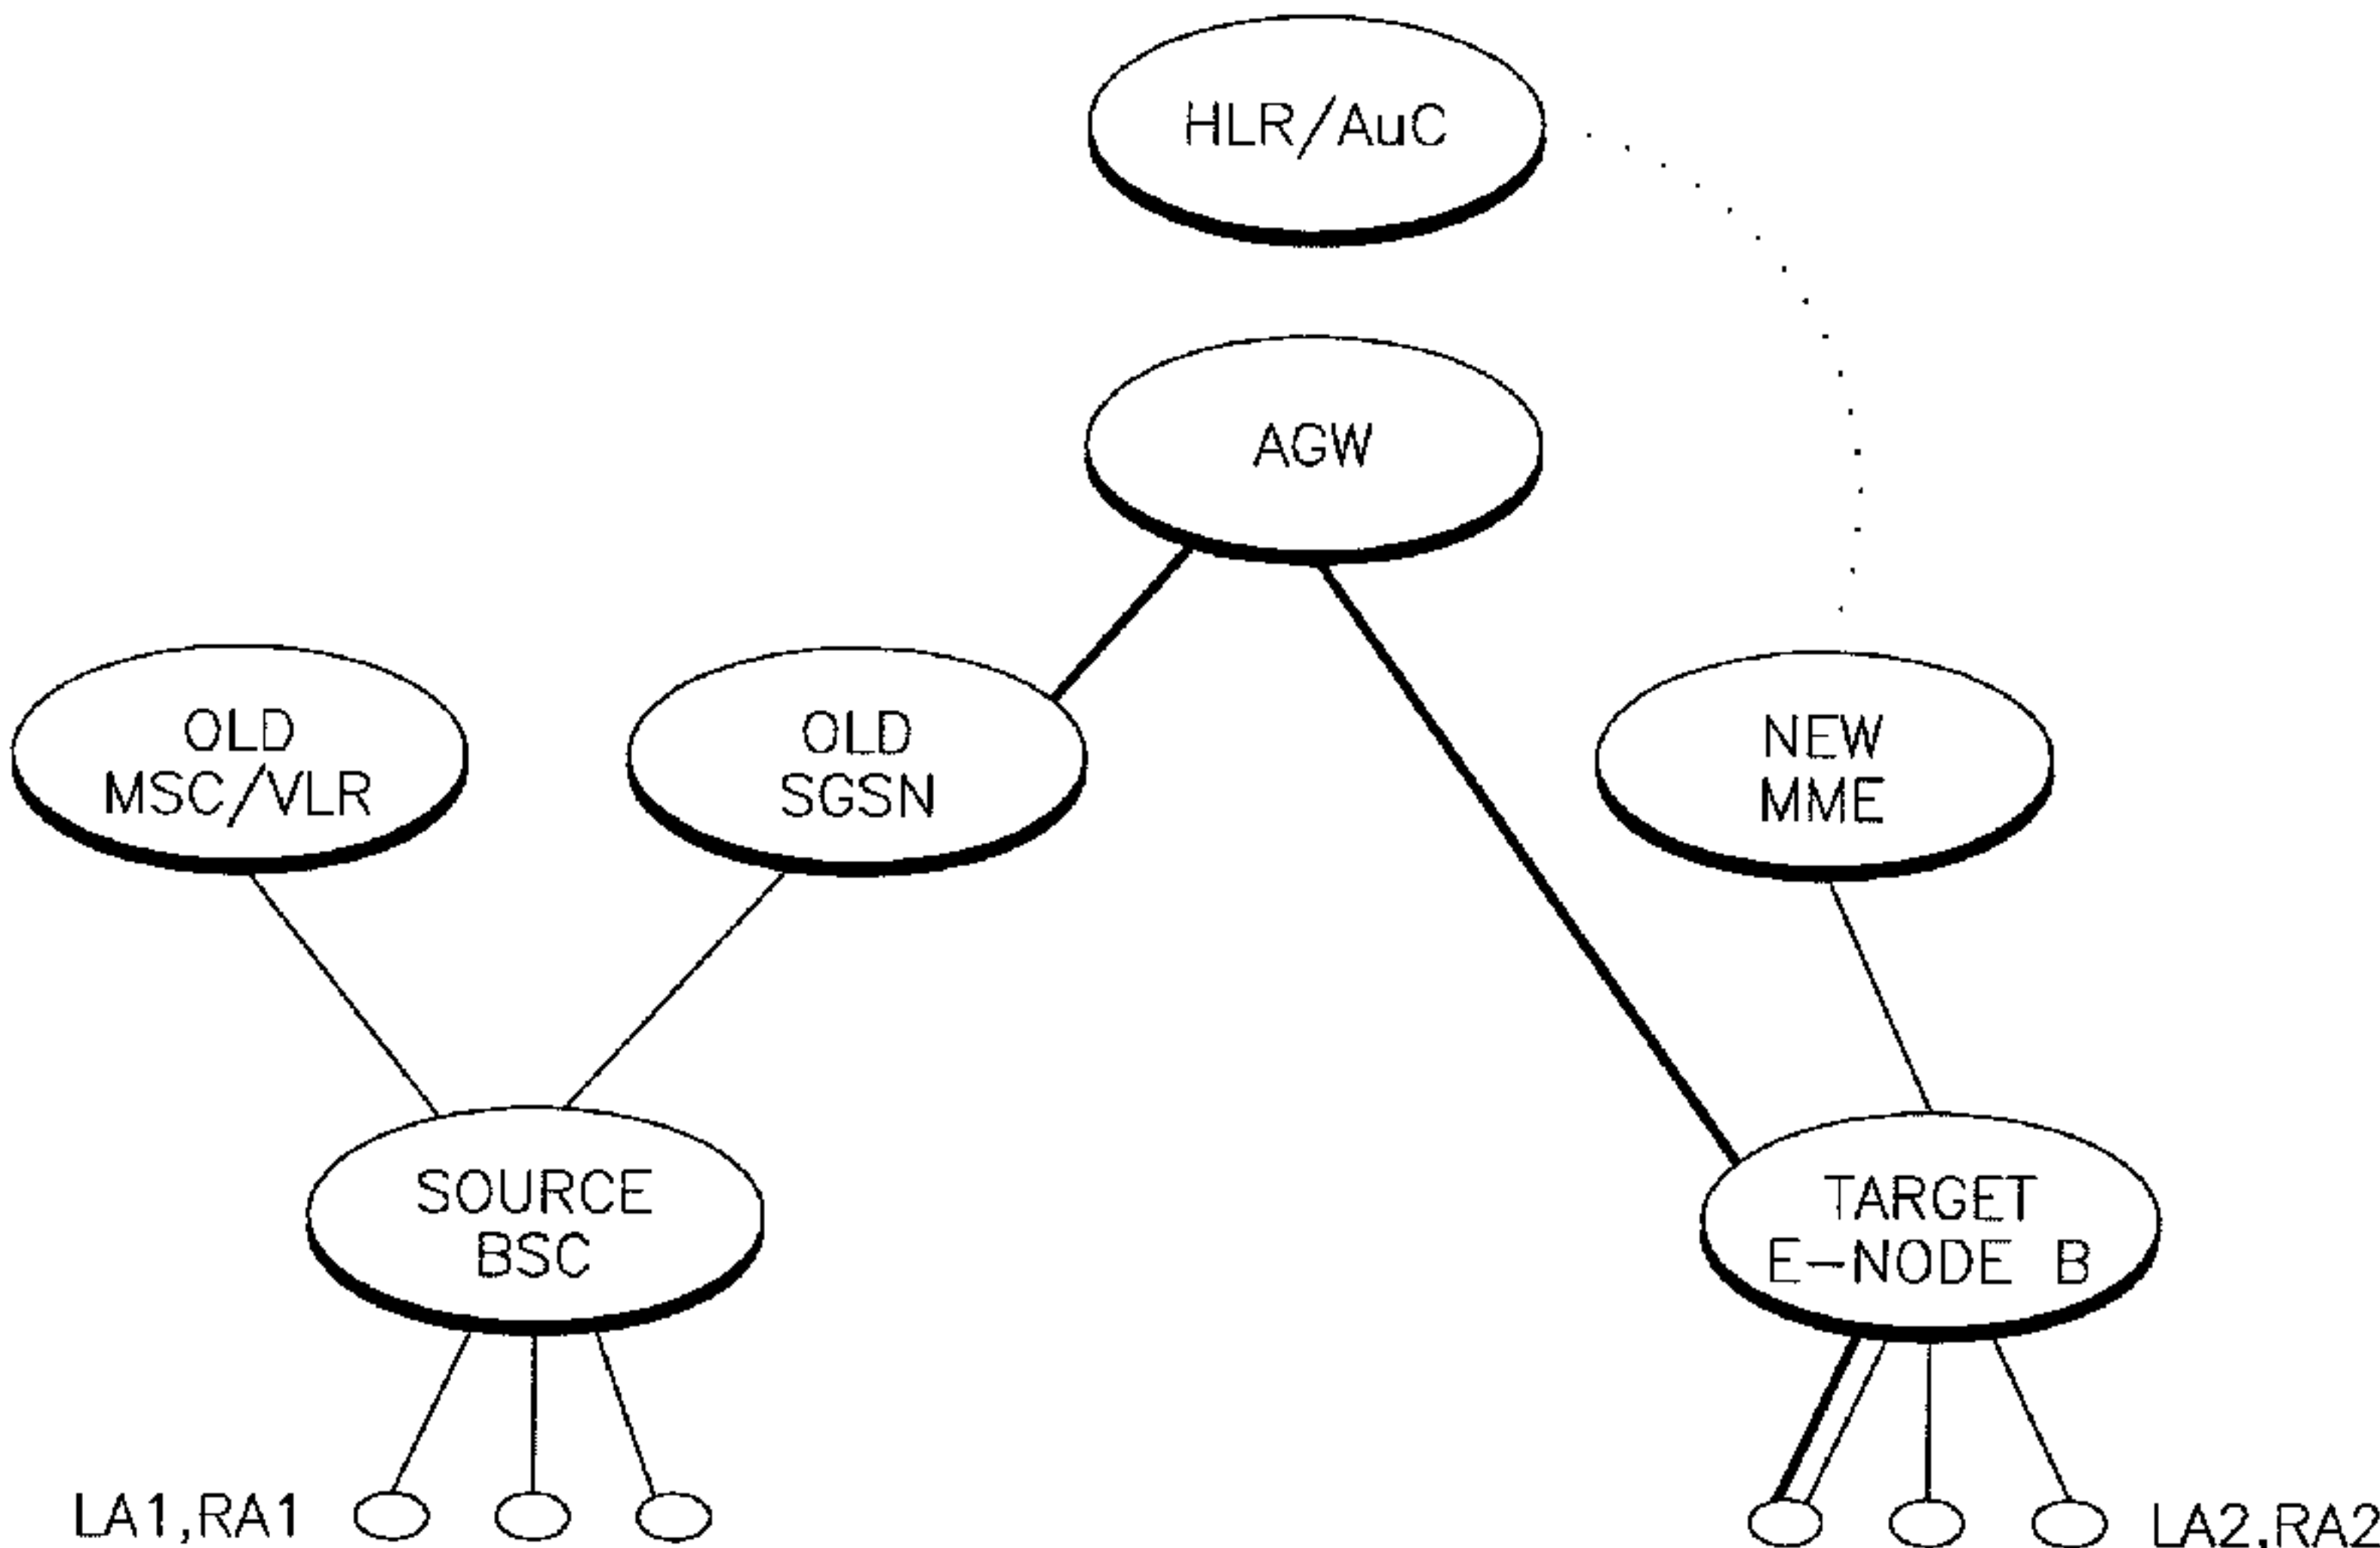 HLR/AuC
AGW
OLD
MSC/VLR
OLD
SGSN
NEW
MME
SOURCE
BSC
TARGET
E-NODE B
LA1,RA1
LA2,RA2